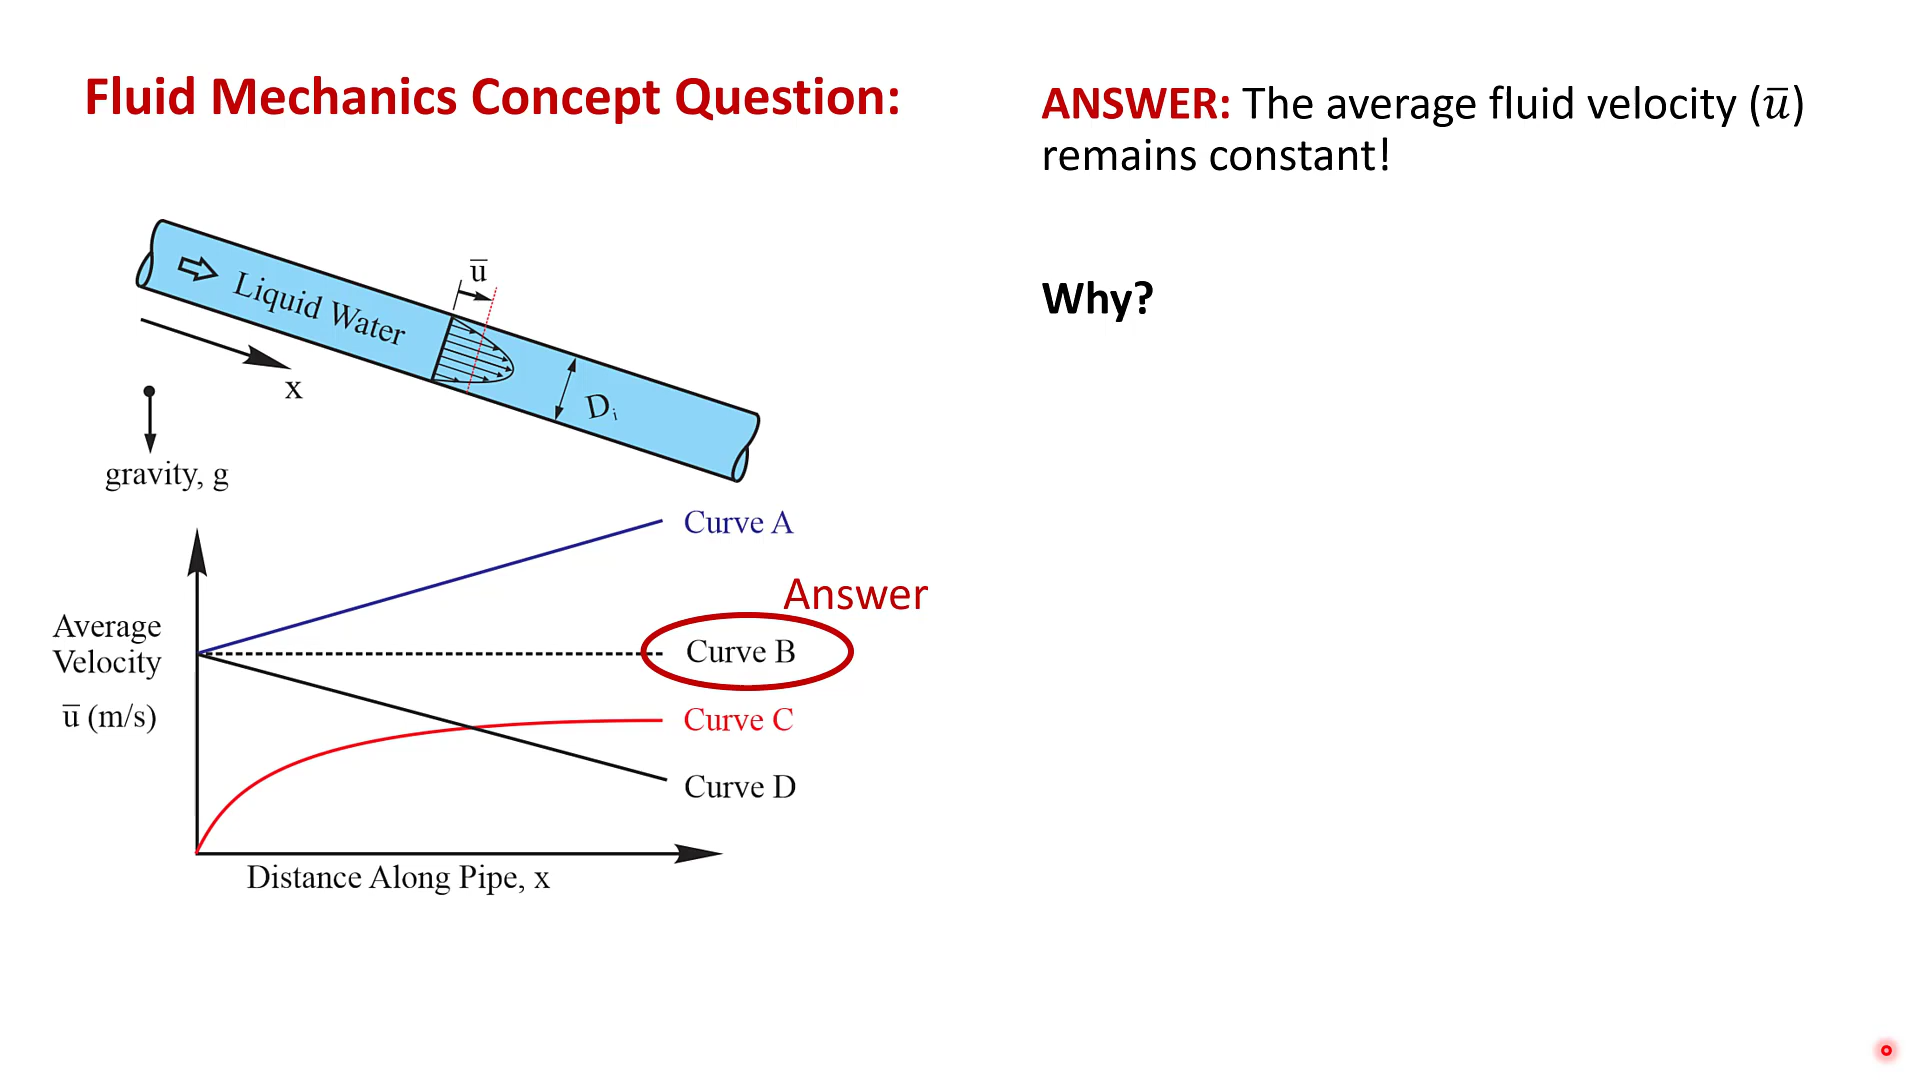 Fluid Mechanics Concept Question:
ANSWER: The average fluid velocity (u̅)
remains constant!
Why?
u̅
Liquid Water
x
Dᵢ
gravity, g
Curve A
Answer
Average
Velocity
u̅ (m/s)
Curve B
Curve C
Curve D
Distance Along Pipe, x